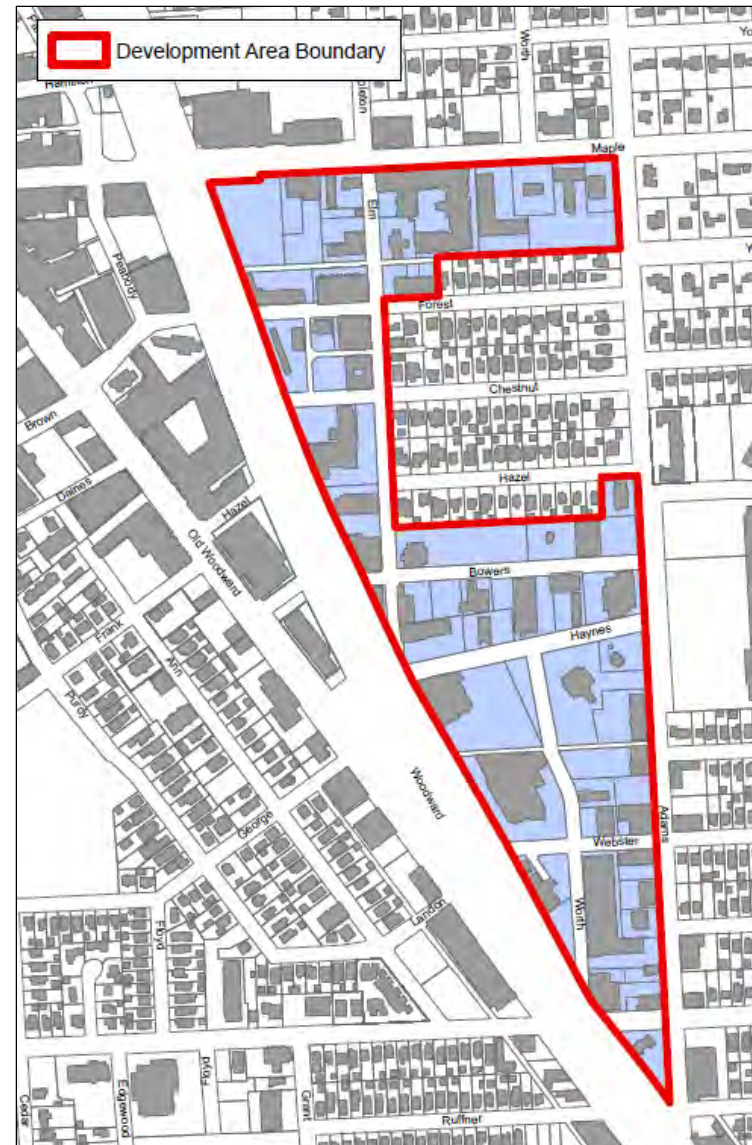 Development Area Boundary
Worth
Hamilton
Maple
Elm
Peabody
Forest
Chestnut
Brown
Hazel
Daines
Hazel
Old Woodward
Bowers
Frank
Haynes
Ann
Purdy
Woodward
George
Adams
Webster
Landon
Worth
Floyd
Floyd
Cedar
Edgewood
Grant
Ruffner